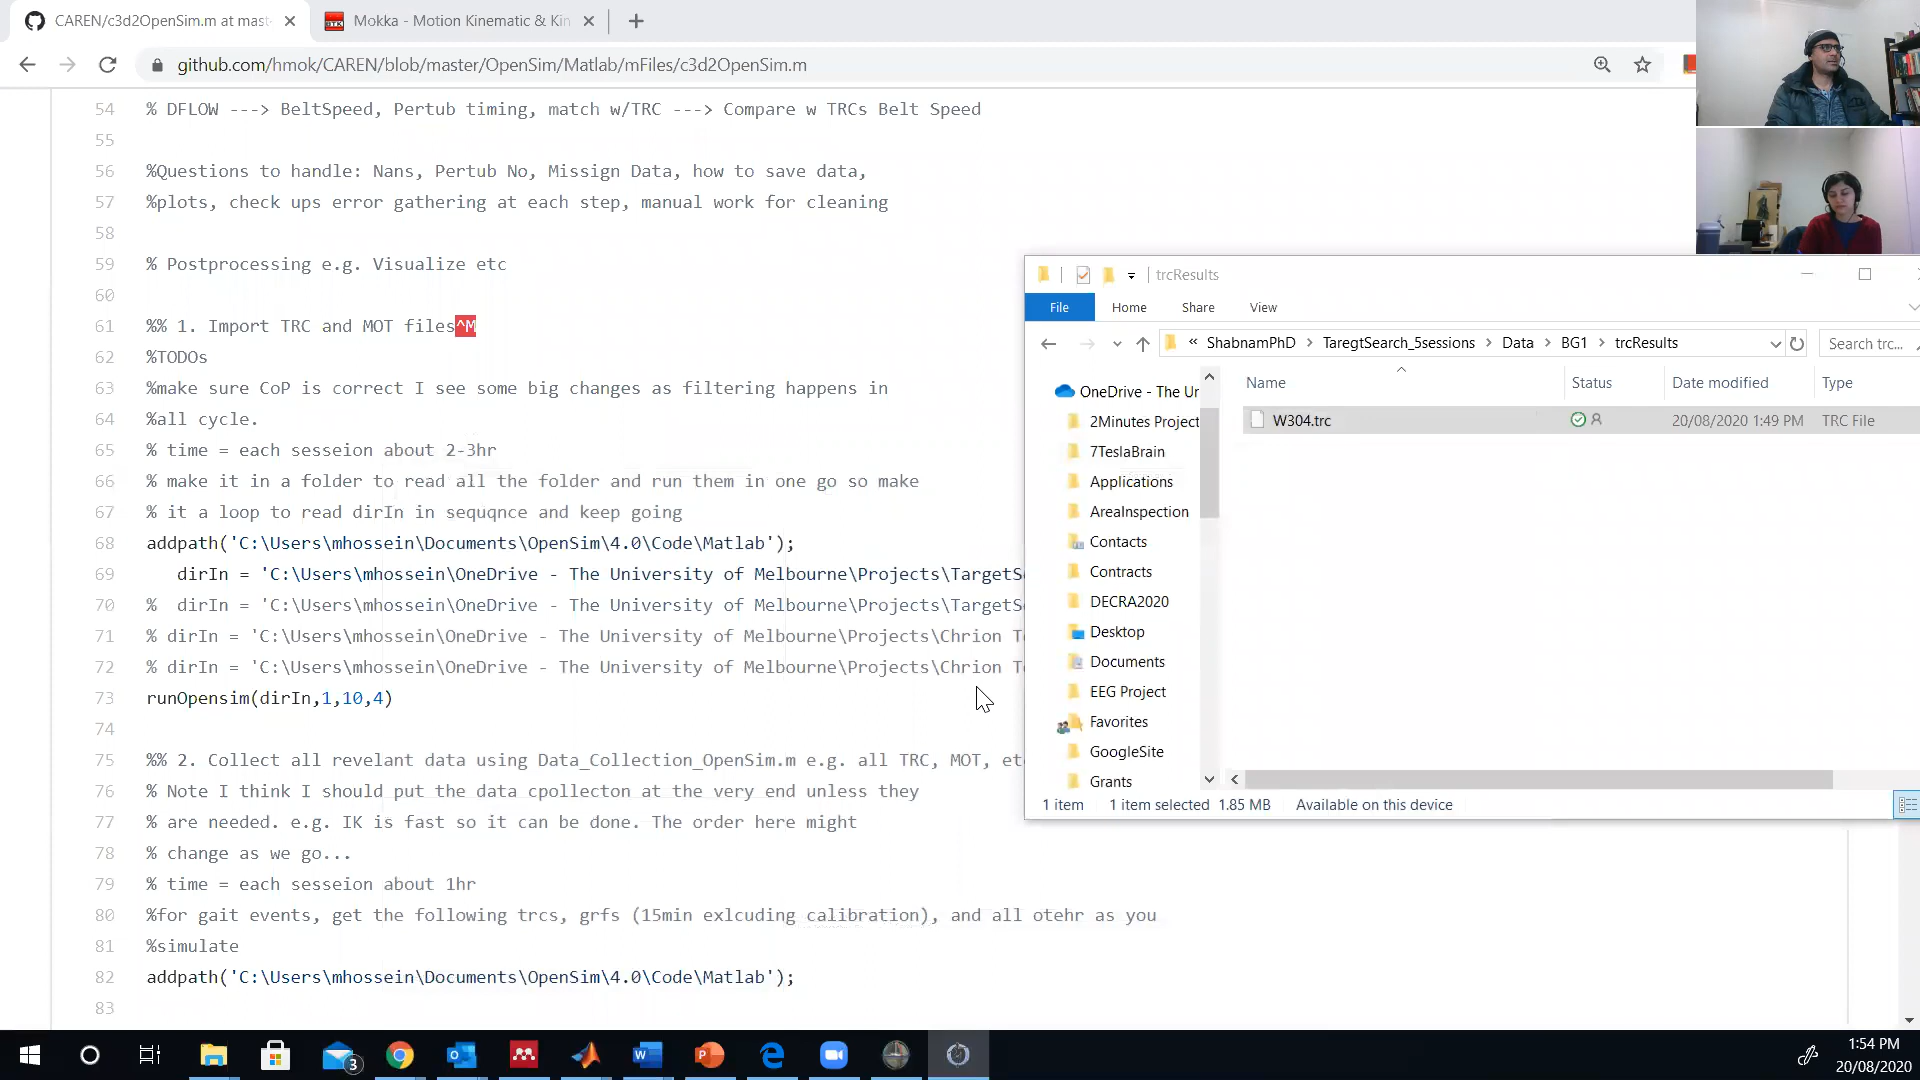 CAREN/c3d2OpenSim.m at mast
Mokka - Motion Kinematic & Kin
github.com/hmok/CAREN/blob/master/OpenSim/Matlab/mFiles/c3d2OpenSim.m
54 % DFLOW ---> BeltSpeed, Pertub timing, match w/TRC ---> Compare w TRCs Belt Speed
55
56 %Questions to handle: Nans, Pertub No, Missign Data, how to save data,
57 %plots, check ups error gathering at each step, manual work for cleaning
58
59 % Postprocessing e.g. Visualize etc
60
61 %% 1. Import TRC and MOT files^M
62 %TODOs
63 %make sure CoP is correct I see some big changes as filtering happens in
64 %all cycle.
65 % time = each sesseion about 2-3hr
66 % make it in a folder to read all the folder and run them in one go so make
67 % it a loop to read dirIn in sequqnce and keep going
68 addpath('C:\Users\mhossein\Documents\OpenSim\4.0\Code\Matlab');
69 dirIn = 'C:\Users\mhossein\OneDrive - The University of Melbourne\Projects\TargetSe
70 % dirIn = 'C:\Users\mhossein\OneDrive - The University of Melbourne\Projects\TargetSe
71 % dirIn = 'C:\Users\mhossein\OneDrive - The University of Melbourne\Projects\Chrion Te
72 % dirIn = 'C:\Users\mhossein\OneDrive - The University of Melbourne\Projects\Chrion Te
73 runOpensim(dirIn,1,10,4)
74
75 %% 2. Collect all revelant data using Data_Collection_OpenSim.m e.g. all TRC, MOT, etc
76 % Note I think I should put the data cpollecton at the very end unless they
77 % are needed. e.g. IK is fast so it can be done. The order here might
78 % change as we go...
79 % time = each sesseion about 1hr
80 %for gait events, get the following trcs, grfs (15min exlcuding calibration), and all otehr as you
81 %simulate
82 addpath('C:\Users\mhossein\Documents\OpenSim\4.0\Code\Matlab');
83
trcResults
File Home Share View
« ShabnamPhD > TaregtSearch_5sessions > Data > BG1 > trcResults
Search trc...
Name Status Date modified Type
W304.trc 20/08/2020 1:49 PM TRC File
OneDrive - The Un
2Minutes Project
7TeslaBrain
Applications
AreaInspection
Contacts
Contracts
DECRA2020
Desktop
Documents
EEG Project
Favorites
GoogleSite
Grants
1 item 1 item selected 1.85 MB Available on this device
3
1:54 PM
20/08/2020